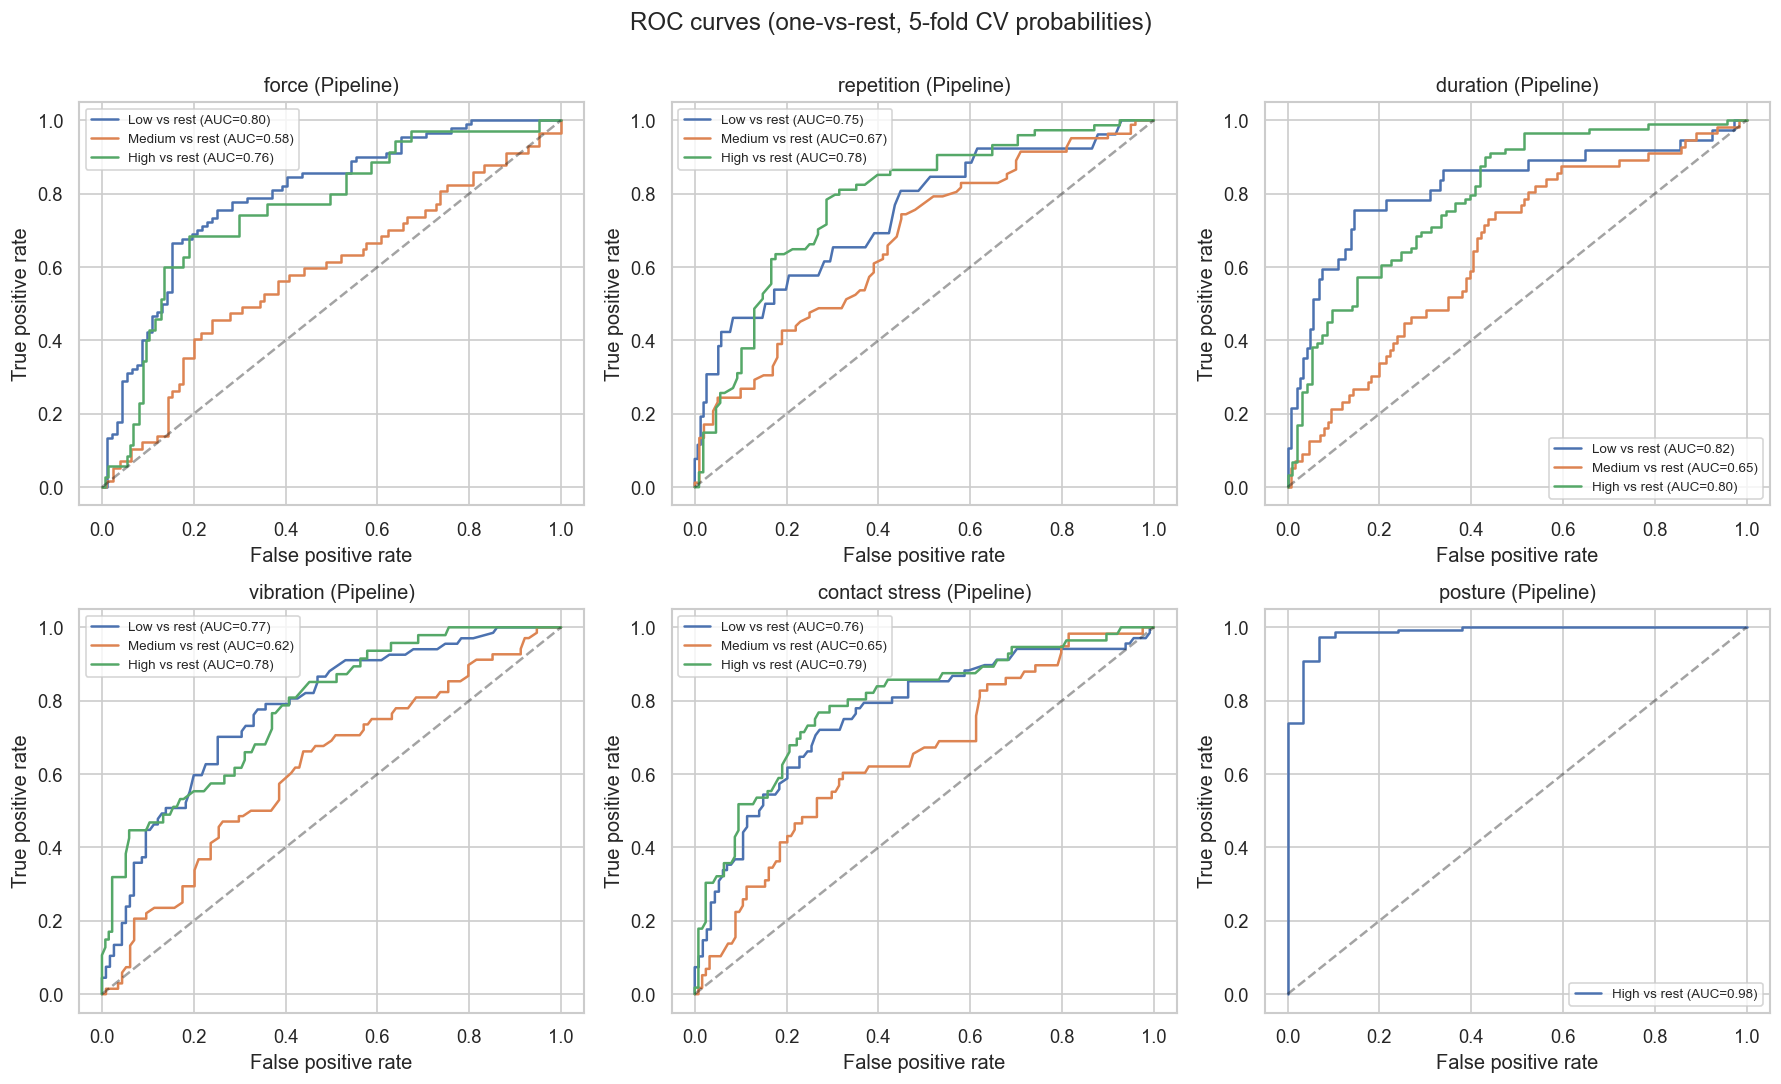 ROC curves (one-vs-rest, 5-fold CV probabilities)
force (Pipeline)
Low vs rest (AUC=0.80)
Medium vs rest (AUC=0.58)
High vs rest (AUC=0.76)
True positive rate
1.0
0.8
0.6
0.4
0.2
0.0
0.0 0.2 0.4 0.6 0.8 1.0
False positive rate
repetition (Pipeline)
Low vs rest (AUC=0.75)
Medium vs rest (AUC=0.67)
High vs rest (AUC=0.78)
True positive rate
1.0
0.8
0.6
0.4
0.2
0.0
0.0 0.2 0.4 0.6 0.8 1.0
False positive rate
duration (Pipeline)
True positive rate
1.0
0.8
0.6
0.4
0.2
0.0
Low vs rest (AUC=0.82)
Medium vs rest (AUC=0.65)
High vs rest (AUC=0.80)
0.0 0.2 0.4 0.6 0.8 1.0
False positive rate
vibration (Pipeline)
Low vs rest (AUC=0.77)
Medium vs rest (AUC=0.62)
High vs rest (AUC=0.78)
True positive rate
1.0
0.8
0.6
0.4
0.2
0.0
0.0 0.2 0.4 0.6 0.8 1.0
False positive rate
contact stress (Pipeline)
Low vs rest (AUC=0.76)
Medium vs rest (AUC=0.65)
High vs rest (AUC=0.79)
True positive rate
1.0
0.8
0.6
0.4
0.2
0.0
0.0 0.2 0.4 0.6 0.8 1.0
False positive rate
posture (Pipeline)
True positive rate
1.0
0.8
0.6
0.4
0.2
0.0
High vs rest (AUC=0.98)
0.0 0.2 0.4 0.6 0.8 1.0
False positive rate